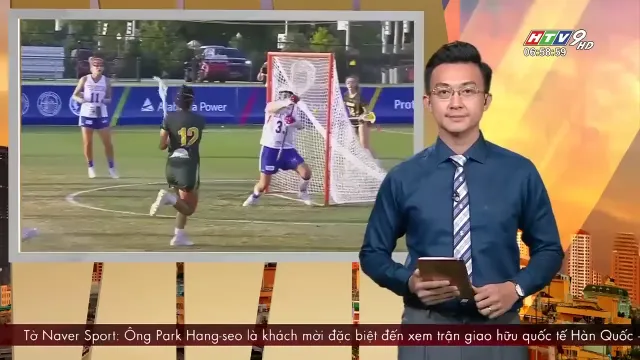 HTV9 HD
06:58:59
Alabama Power
Prot
12
3
Tờ Naver Sport: Ông Park Hang-seo là khách mời đặc biệt đến xem trận giao hữu quốc tế Hàn Quốc -